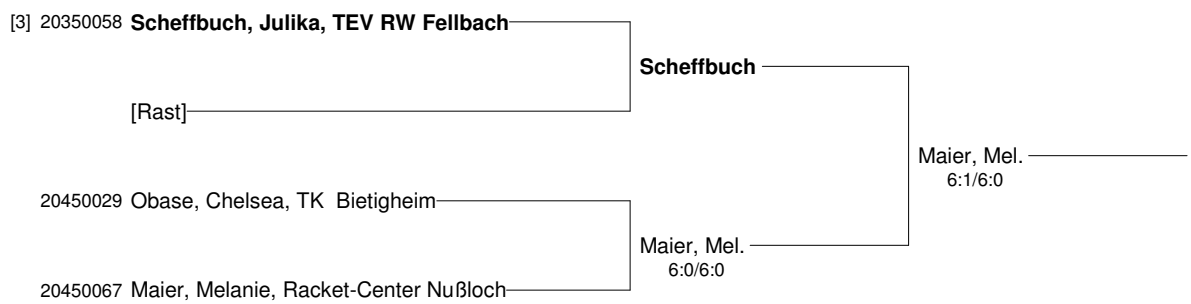 [3] 20350058 Scheffbuch, Julika, TEV RW Fellbach
Scheffbuch
[Rast]
Maier, Mel.
6:1/6:0
20450029 Obase, Chelsea, TK Bietigheim
Maier, Mel.
6:0/6:0
20450067 Maier, Melanie, Racket-Center Nußloch